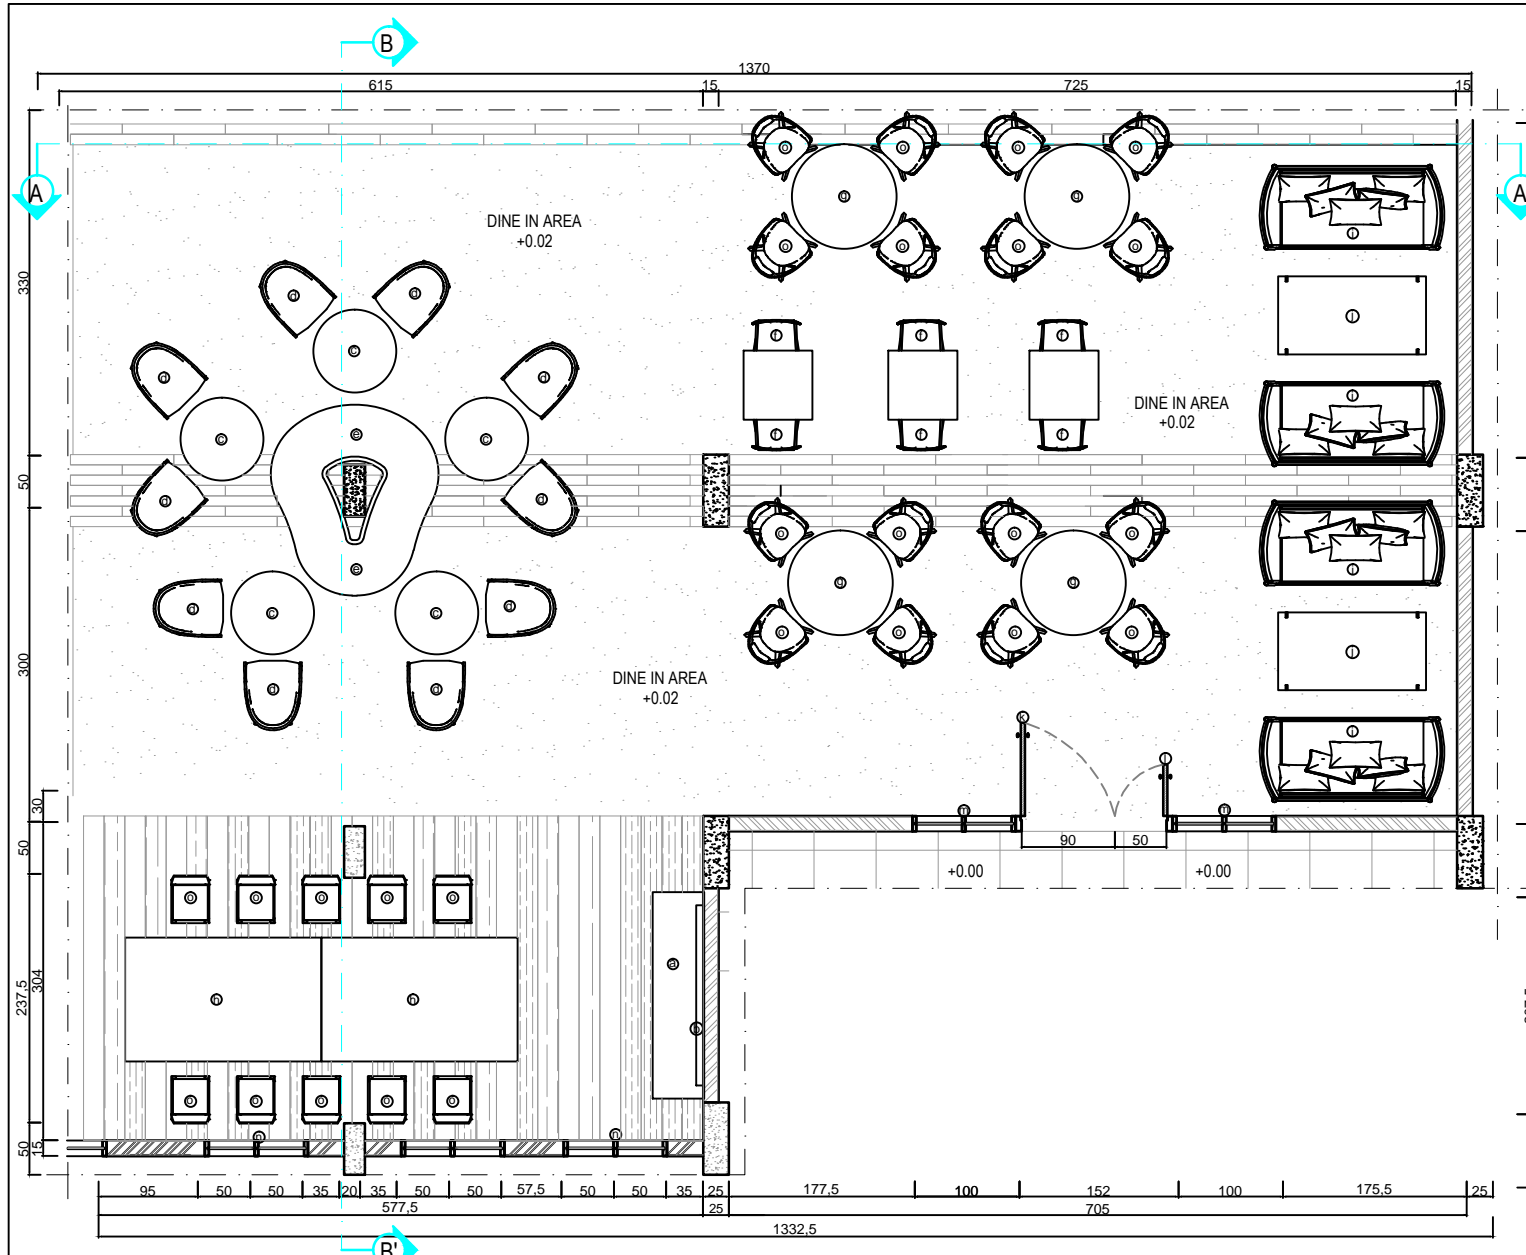 B
1370
615
15
725
15
A
A
DINE IN AREA
+0.02
330
DINE IN AREA
+0.02
50
300
DINE IN AREA
+0.02
30
50
90
50
+0.00
+0.00
237,5
304
50
15
95
50
50
35
20
35
50
50
57,5
50
50
35
25
177,5
100
152
100
175,5
25
577,5
25
705
1332,5
B'
d
d
c
d
d
c
c
e
d
d
e
d
c
c
d
d
d
g
g
f
f
f
f
f
f
g
g
h
h
a